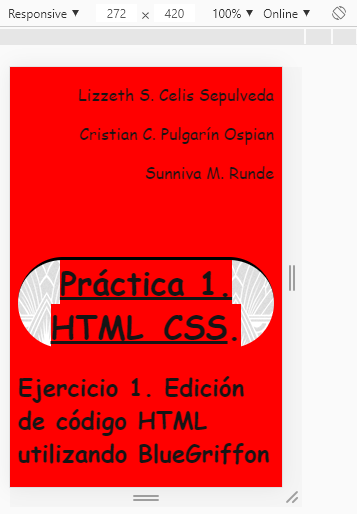 Responsive ▼ 272 x 420 100% ▼ Online ▼
Lizzeth S. Celis Sepulveda
Cristian C. Pulgarín Ospian
Sunniva M. Runde
Práctica 1.
HTML CSS.
Ejercicio 1. Edición
de código HTML
utilizando BlueGriffon